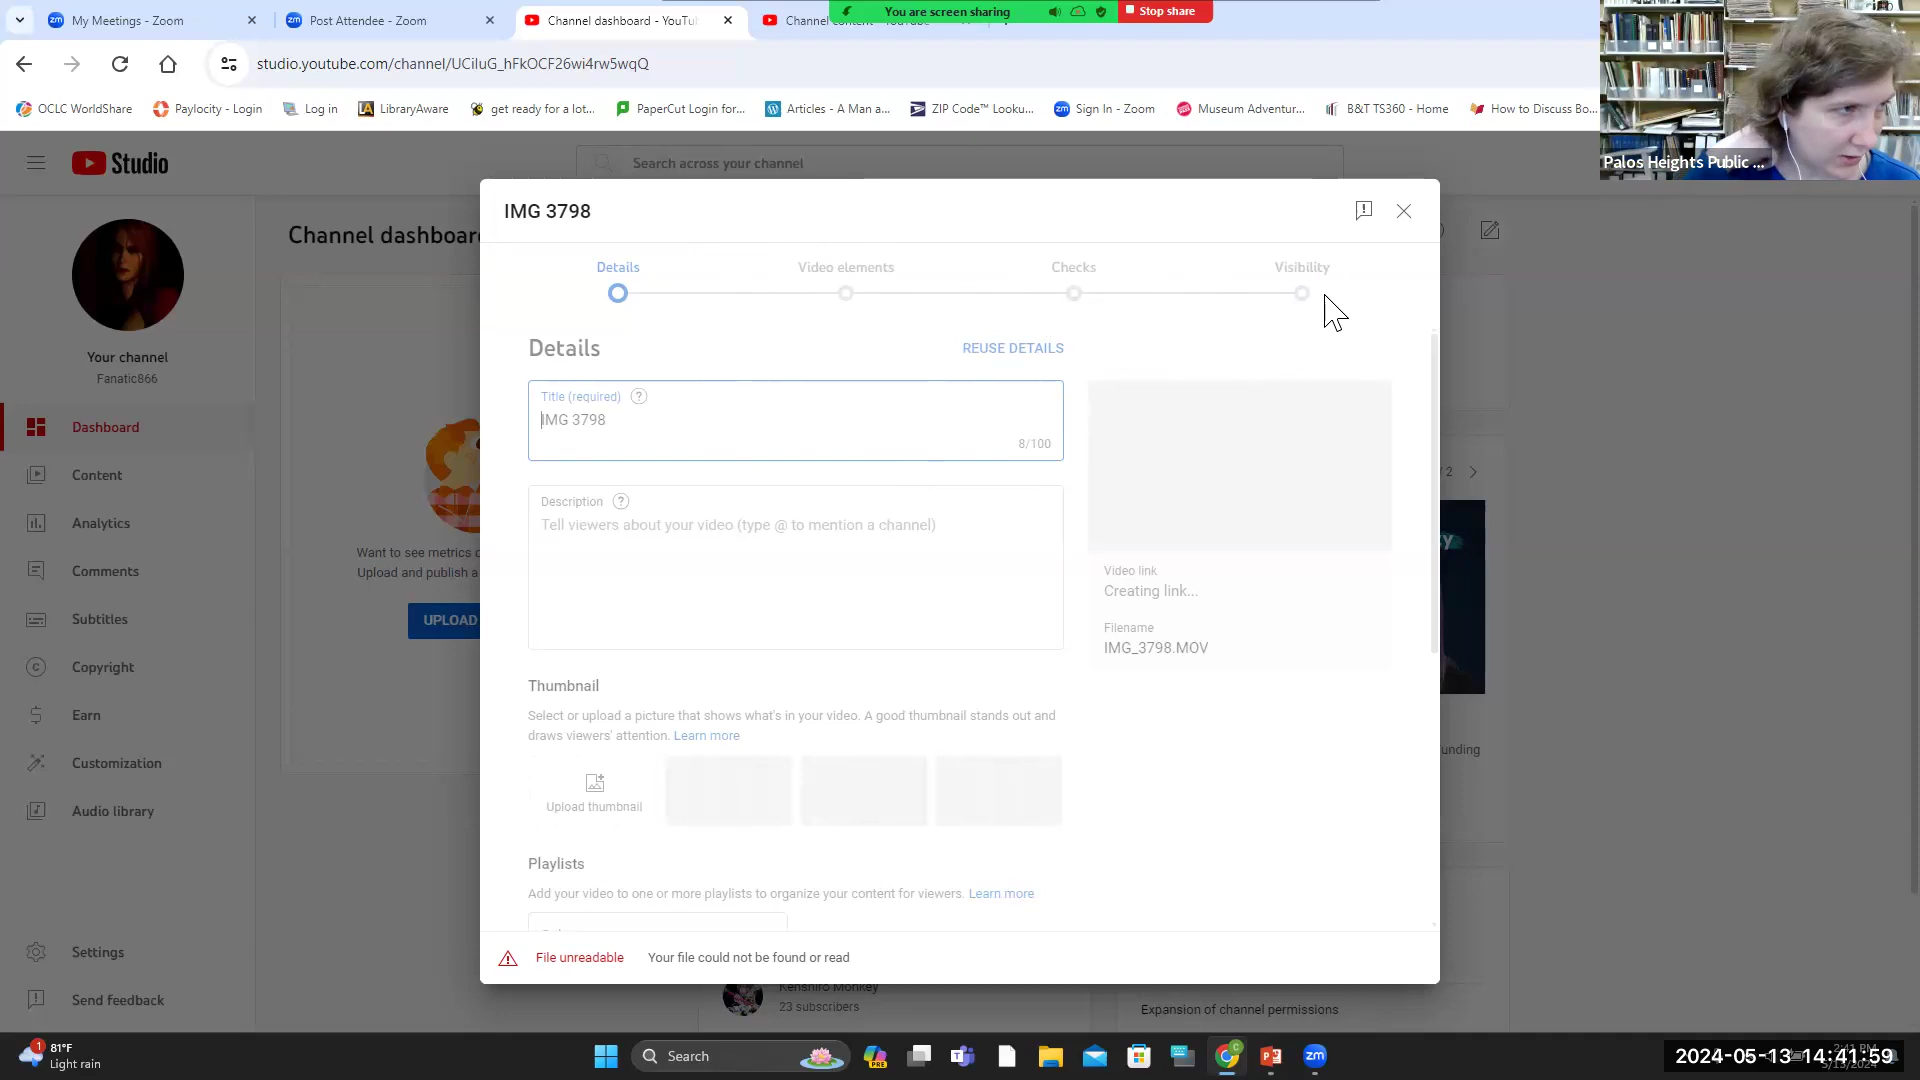 My Meetings - Zoom
Post Attendee - Zoom
Channel dashboard - YouTu
You are screen sharing
Stop share
studio.youtube.com/channel/UCiluG_hFkOCF26wi4rw5wqQ
OCLC WorldShare
Paylocity - Login
Log in
LibraryAware
get ready for a lot...
PaperCut Login for...
Articles - A Man a...
ZIP Code™ Looku...
Sign In - Zoom
Museum Adventur...
B&T TS360 - Home
How to Discuss Bo...
Palos Heights Public ...
Studio
Search across your channel
Your channel
Fanatic866
Dashboard
Content
Analytics
Comments
Subtitles
Copyright
Earn
Customization
Audio library
Settings
Send feedback
Channel dashboar
Want to see metrics
Upload and publish a
UPLOAD
IMG 3798
Details
Video elements
Checks
Visibility
Details
REUSE DETAILS
Title (required)
IMG 3798
8/100
Description
Tell viewers about your video (type @ to mention a channel)
Video link
Creating link...
Filename
IMG_3798.MOV
Thumbnail
Select or upload a picture that shows what's in your video. A good thumbnail stands out and
draws viewers' attention. Learn more
Upload thumbnail
Playlists
Add your video to one or more playlists to organize your content for viewers. Learn more
File unreadable
Your file could not be found or read
/ 2
unding
Kenshiro Monkey
23 subscribers
Expansion of channel permissions
1
81°F
Light rain
Search
PRE
2024-05-13 14:41:59